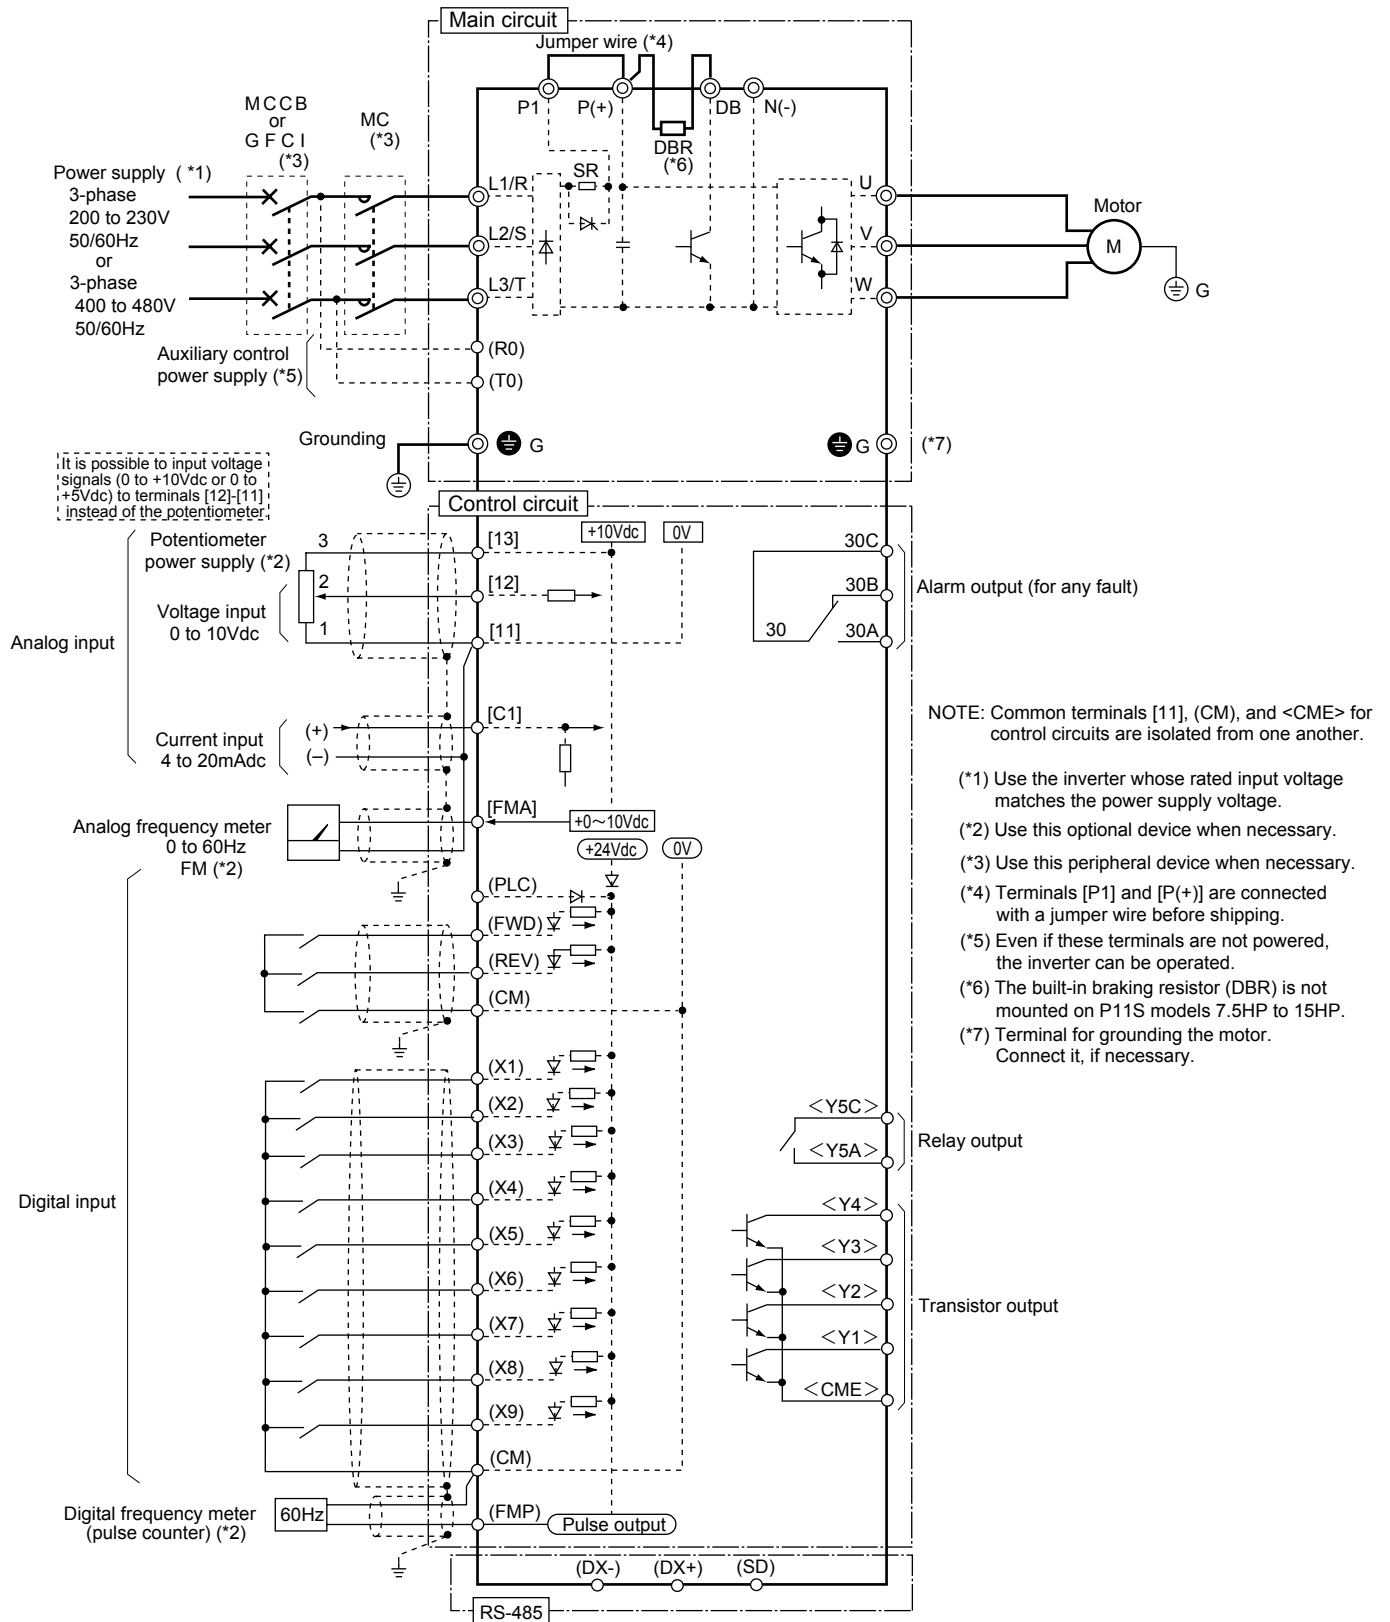 Main circuit
Jumper wire (*4)
P1
P(+)
DB
N(-)
DBR
(*6)
MCCB
or
GFCI
(*3)
MC
(*3)
Power supply (*1)
3-phase
200 to 230V
50/60Hz
or
3-phase
400 to 480V
50/60Hz
L1/R
L2/S
L3/T
SR
U
V
W
Motor
M
G
Auxiliary control
power supply (*5)
(R0)
(T0)
Grounding
G
G
(*7)
It is possible to input voltage
signals (0 to +10Vdc or 0 to
+5Vdc) to terminals [12]-[11]
instead of the potentiometer.
Control circuit
+10Vdc
0V
Analog input
Potentiometer
power supply (*2)
Voltage input
0 to 10Vdc
3
2
1
[13]
[12]
[11]
30C
30B
30
30A
Alarm output (for any fault)
Current input
4 to 20mAdc
(+)
(–)
[C1]
Analog frequency meter
0 to 60Hz
FM (*2)
[FMA]
+0～10Vdc
+24Vdc
0V
NOTE: Common terminals [11], (CM), and <CME> for
control circuits are isolated from one another.
(*1) Use the inverter whose rated input voltage
matches the power supply voltage.
(*2) Use this optional device when necessary.
(*3) Use this peripheral device when necessary.
(*4) Terminals [P1] and [P(+)] are connected
with a jumper wire before shipping.
(*5) Even if these terminals are not powered,
the inverter can be operated.
(*6) The built-in braking resistor (DBR) is not
mounted on P11S models 7.5HP to 15HP.
(*7) Terminal for grounding the motor.
Connect it, if necessary.
Digital input
(PLC)
(FWD)
(REV)
(CM)
(X1)
(X2)
(X3)
(X4)
(X5)
(X6)
(X7)
(X8)
(X9)
(CM)
<Y5C>
<Y5A>
Relay output
<Y4>
<Y3>
<Y2>
<Y1>
<CME>
Transistor output
Digital frequency meter
(pulse counter) (*2)
60Hz
(FMP)
Pulse output
(DX-)
(DX+)
(SD)
RS-485